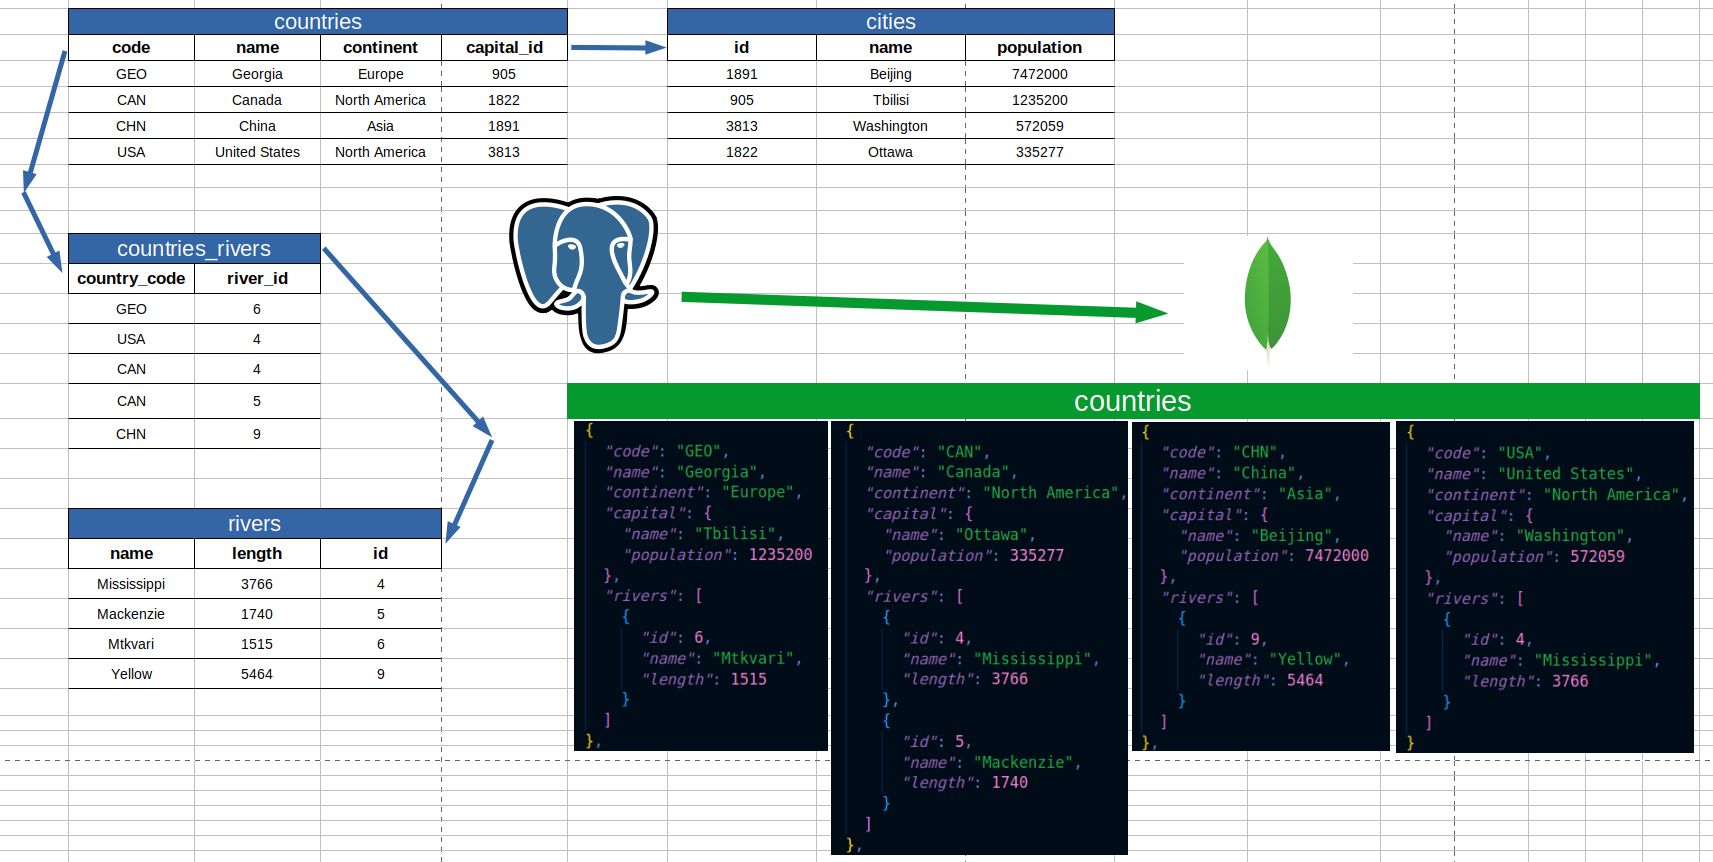 countries
code name continent capital_id
GEO Georgia Europe 905
CAN Canada North America 1822
CHN China Asia 1891
USA United States North America 3813
cities
id name population
1891 Beijing 7472000
905 Tbilisi 1235200
3813 Washington 572059
1822 Ottawa 335277
countries_rivers
country_code river_id
GEO 6
USA 4
CAN 4
CAN 5
CHN 9
rivers
name length id
Mississippi 3766 4
Mackenzie 1740 5
Mtkvari 1515 6
Yellow 5464 9
countries
{
"code": "GEO",
"name": "Georgia",
"continent": "Europe",
"capital": {
"name": "Tbilisi",
"population": 1235200
},
"rivers": [
{
"id": 6,
"name": "Mtkvari",
"length": 1515
}
]
},
{
"code": "CAN",
"name": "Canada",
"continent": "North America",
"capital": {
"name": "Ottawa",
"population": 335277
},
"rivers": [
{
"id": 4,
"name": "Mississippi",
"length": 3766
},
{
"id": 5,
"name": "Mackenzie",
"length": 1740
}
]
},
{
"code": "CHN",
"name": "China",
"continent": "Asia",
"capital": {
"name": "Beijing",
"population": 7472000
},
"rivers": [
{
"id": 9,
"name": "Yellow",
"length": 5464
}
]
},
{
"code": "USA",
"name": "United States",
"continent": "North America",
"capital": {
"name": "Washington",
"population": 572059
},
"rivers": [
{
"id": 4,
"name": "Mississippi",
"length": 3766
}
]
}